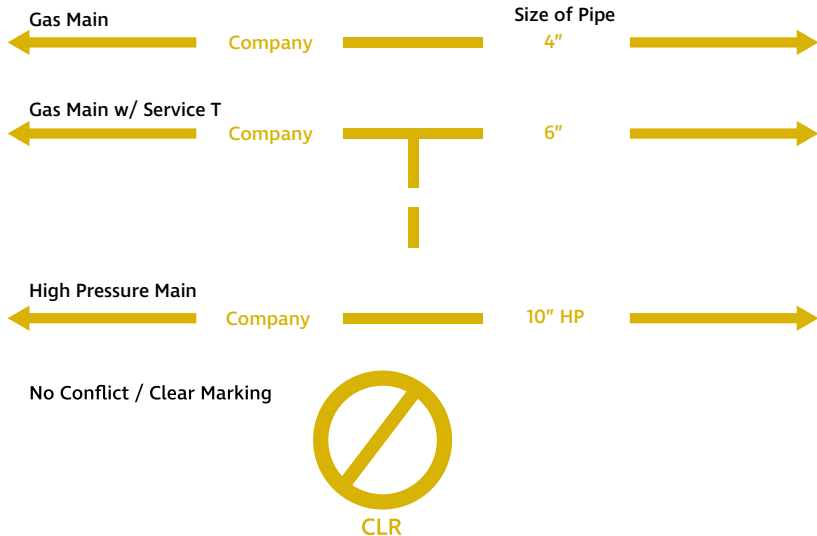 Gas Main
Size of Pipe
Company 4"
Gas Main w/ Service T
Company 6"
High Pressure Main
Company 10" HP
No Conflict / Clear Marking
CLR